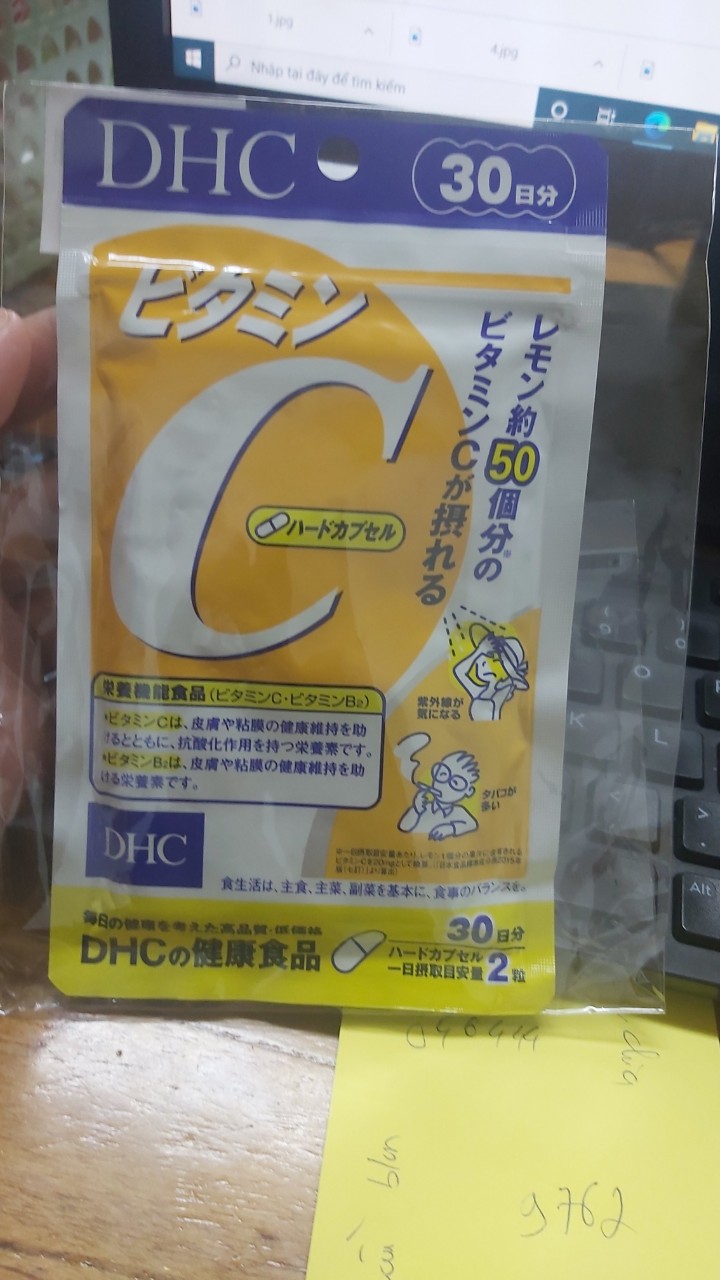 1.jpg
4.jpg
Nhập tại đây để tìm kiếm
DHC
30日分
ビタミン
C
レモン約50個分※の
ビタミンCが摂れる
ハードカプセル
紫外線が
気になる
栄養機能食品(ビタミンC・ビタミンB2)
*ビタミンCは、皮膚や粘膜の健康維持を助
けるとともに、抗酸化作用を持つ栄養素です。
*ビタミンB2は、皮膚や粘膜の健康維持を助
ける栄養素です。
タバコが
多い
DHC
食生活は、主食、主菜、副菜を基本に、食事のバランスを。
毎日の健康を考えた高品質・低価格
DHCの健康食品
30日分
ハードカプセル
一日摂取目安量2粒
O
K
L
V
Alt
9762